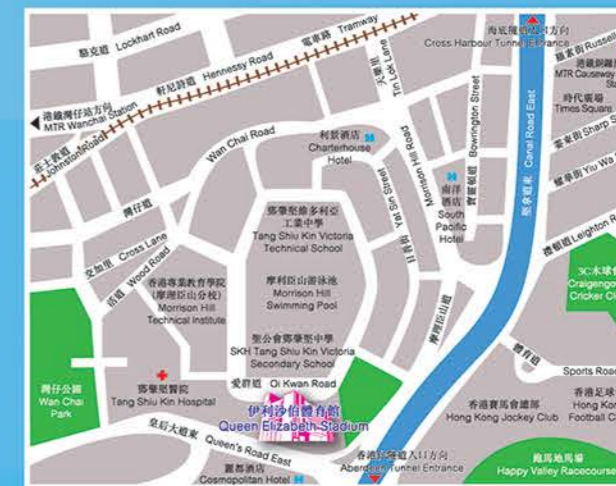 駱克道 Lockhart Road
電車路 Tramway
軒尼詩道 Hennessy Road
天樂里 Tin Lok Lane
海底隧道入口方向
Cross Harbour Tunnel Entrance
Russell
MTR Causeway
時代廣場
Times Square
Sharp S
Yiu Wa
港鐵灣仔站方向
MTR Wanchai Station
莊士敦道
Johnston Road
Wan Chai Road
利景酒店
Charterhouse
Hotel
Morrison Hill Road
寶靈頓道 Bowrington Street
堅拿道東 Canal Road East
南洋
酒店
South
Pacific
Hotel
禮頓道 Leighton R
灣仔道
交加里 Cross Lane
活道 Wood Road
鄧肇堅維多利亞
工業中學
Tang Shiu Kin Victoria
Technical School
日善街 Yat Sin Street
摩利臣山道
香港專業教育學院
(摩理臣山分校)
Morrison Hill
Technical Institute
摩利臣山游泳池
Morrison Hill
Swimming Pool
聖公會鄧肇堅中學
SKH Tang Shiu Kin Victoria
Secondary School
3C木球會
Craigengo
Cricker Cl
體育道
Sports Road
灣仔公園
Wan Chai
Park
鄧肇堅醫院
Tang Shiu Kin Hospital
愛群道 Oi Kwan Road
伊利沙伯體育館
Queen Elizabeth Stadium
香港賽馬會總部
Hong Kong Jockey Club
香港足球
Hong Kon
Football C
皇后大道東 Queen's Road East
麗都酒店
Cosmopolitan Hotel
香港仔隧道入口方向
Aberdeen Tunnel Entrance
跑馬地馬場
Happy Valley Racecourse